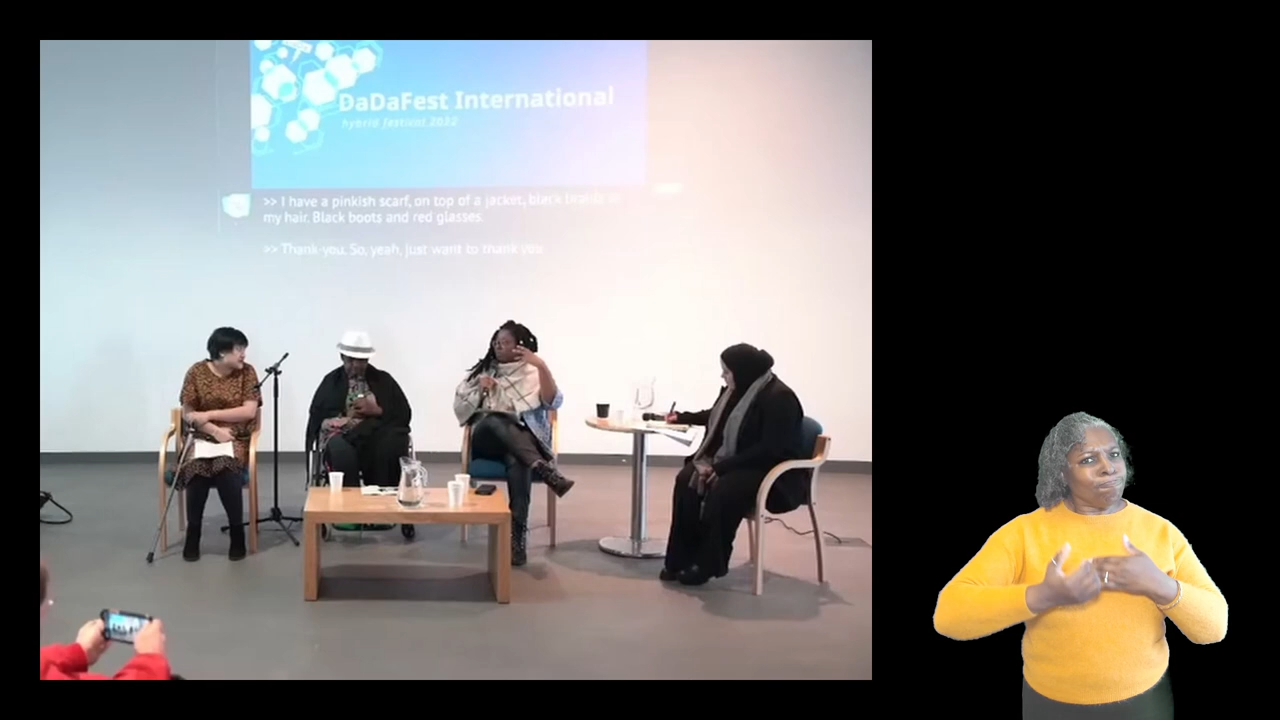 DaDaFest International
hybrid festival 2022
>> I have a pinkish scarf, on top of a jacket, black braids in
my hair. Black boots and red glasses.
>> Thank-you. So, yeah, just want to thank you